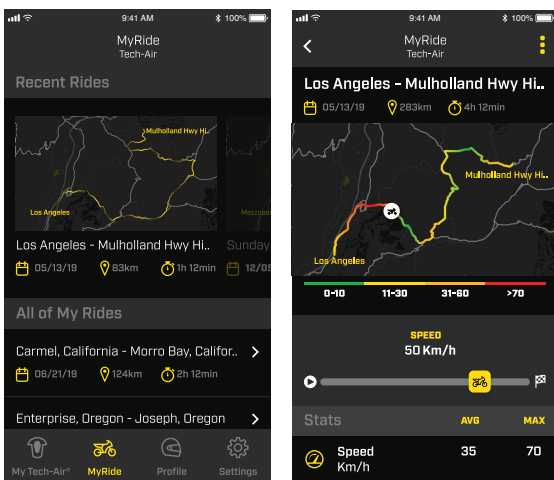 9:41 AM
100%
MyRide
Tech-Air
Recent Rides
Mulholland Hwy Hi..
Los Angeles
Los Angeles - Mulholland Hwy Hi..
Sunday
05/13/19
83km
1h 12min
12/05
All of My Rides
Carmel, California - Morro Bay, Califor..
06/21/19
124km
2h 12min
Enterprise, Oregon - Joseph, Oregon
My Tech-Air®
MyRide
Profile
Settings
9:41 AM
100%
MyRide
Tech-Air
Los Angeles - Mulholland Hwy Hi..
05/13/19
283km
4h 12min
Mulholland Hwy Hi..
Los Angeles
0-10
11-30
31-60
>70
SPEED
50 Km/h
Stats
AVG
MAX
Speed
35
70
Km/h